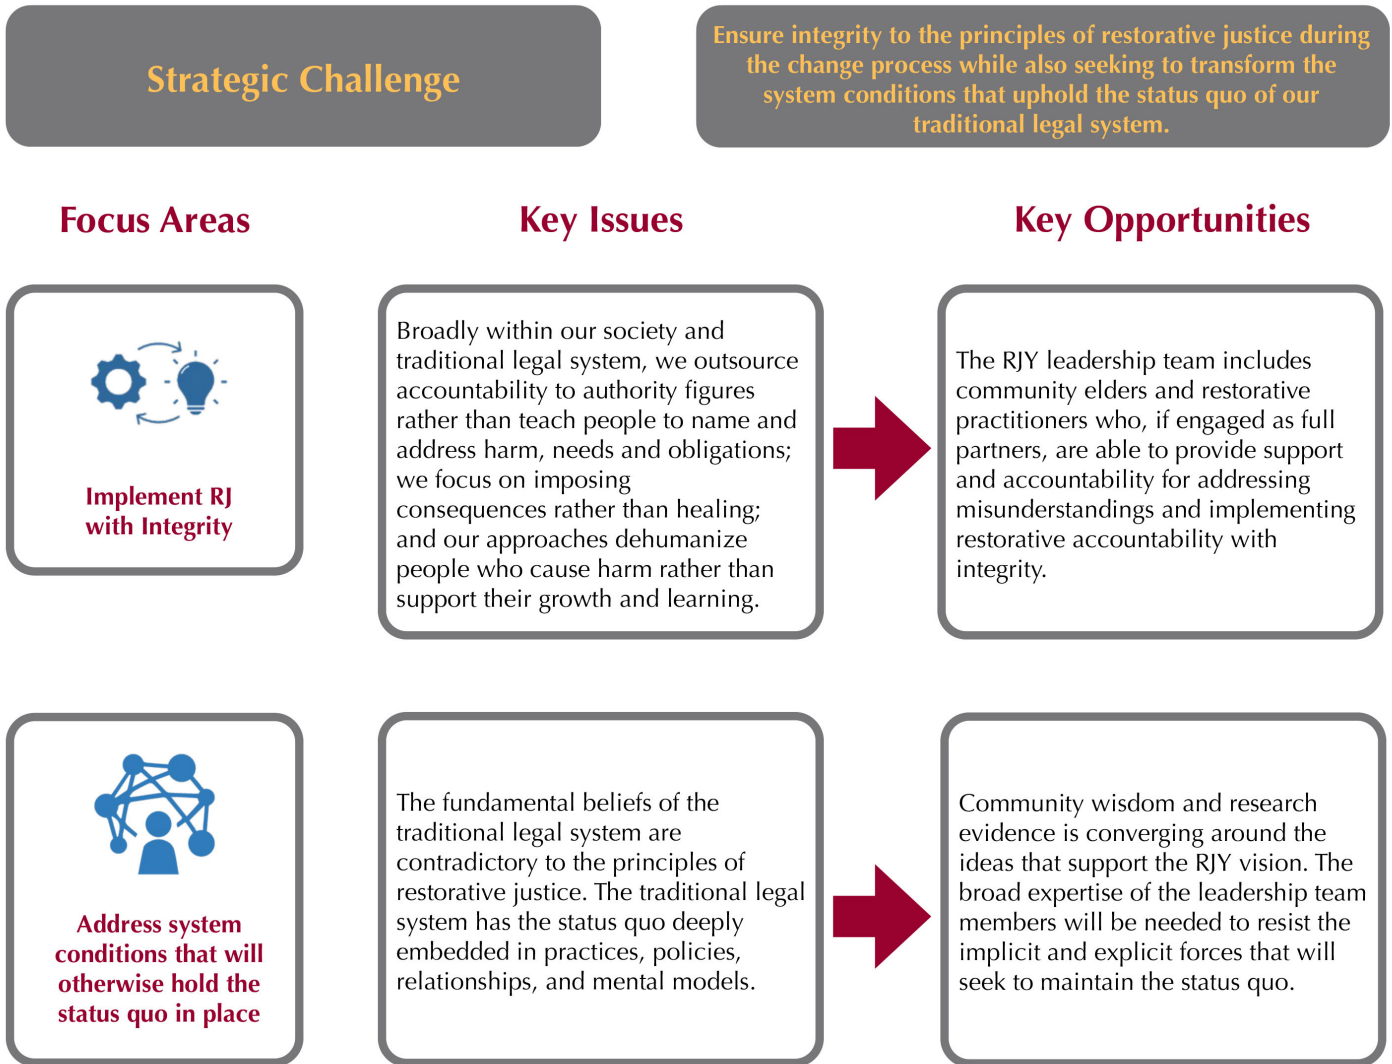 Strategic Challenge
Ensure integrity to the principles of restorative justice during
the change process while also seeking to transform the
system conditions that uphold the status quo of our
traditional legal system.
Focus Areas
Key Issues
Key Opportunities
Implement RJ
with Integrity
Broadly within our society and
traditional legal system, we outsource
accountability to authority figures
rather than teach people to name and
address harm, needs and obligations;
we focus on imposing
consequences rather than healing;
and our approaches dehumanize
people who cause harm rather than
support their growth and learning.
The RJY leadership team includes
community elders and restorative
practitioners who, if engaged as full
partners, are able to provide support
and accountability for addressing
misunderstandings and implementing
restorative accountability with
integrity.
Address system
conditions that will
otherwise hold the
status quo in place
The fundamental beliefs of the
traditional legal system are
contradictory to the principles of
restorative justice. The traditional legal
system has the status quo deeply
embedded in practices, policies,
relationships, and mental models.
Community wisdom and research
evidence is converging around the
ideas that support the RJY vision. The
broad expertise of the leadership team
members will be needed to resist the
implicit and explicit forces that will
seek to maintain the status quo.